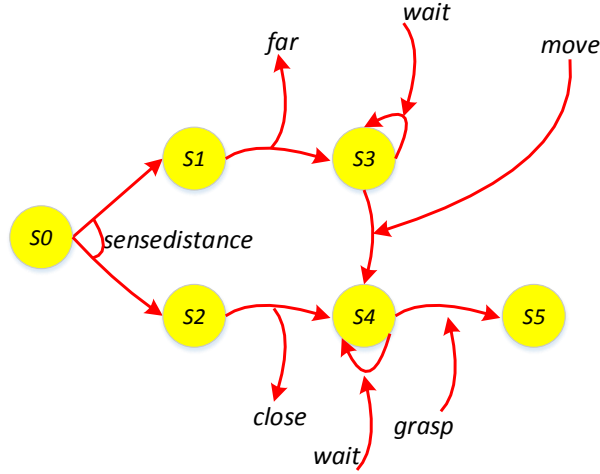 wait
far
move
S1
S3
S0
sensedistance
S2
S4
S5
close
grasp
wait